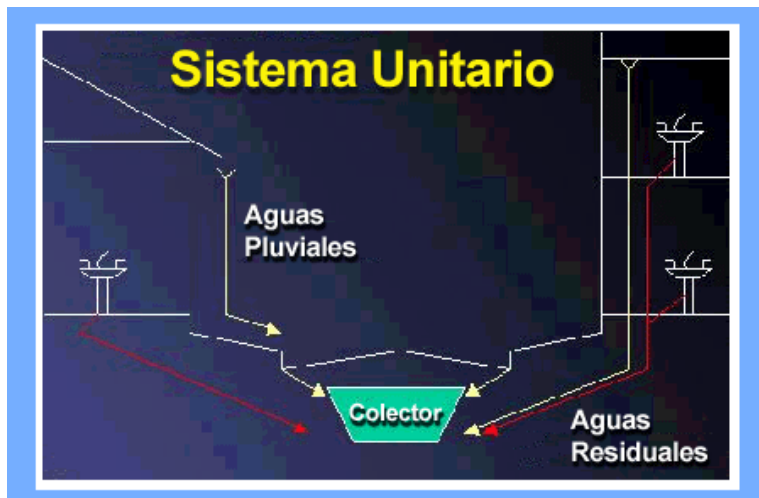 Sistema Unitario
Aguas
Pluviales
Colector
Aguas
Residuales